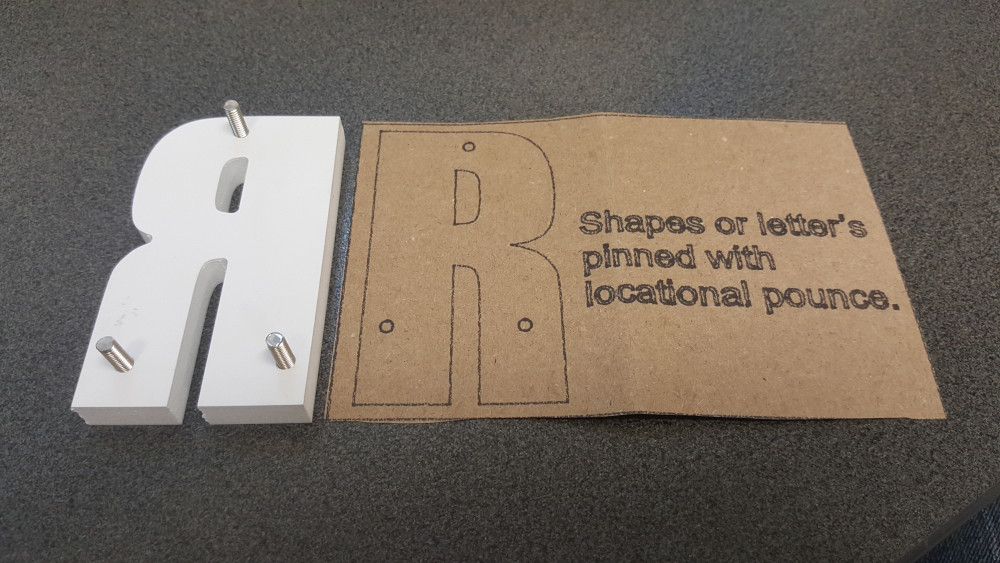 R
R
Shapes or letter's
pinned with
locational pounce.